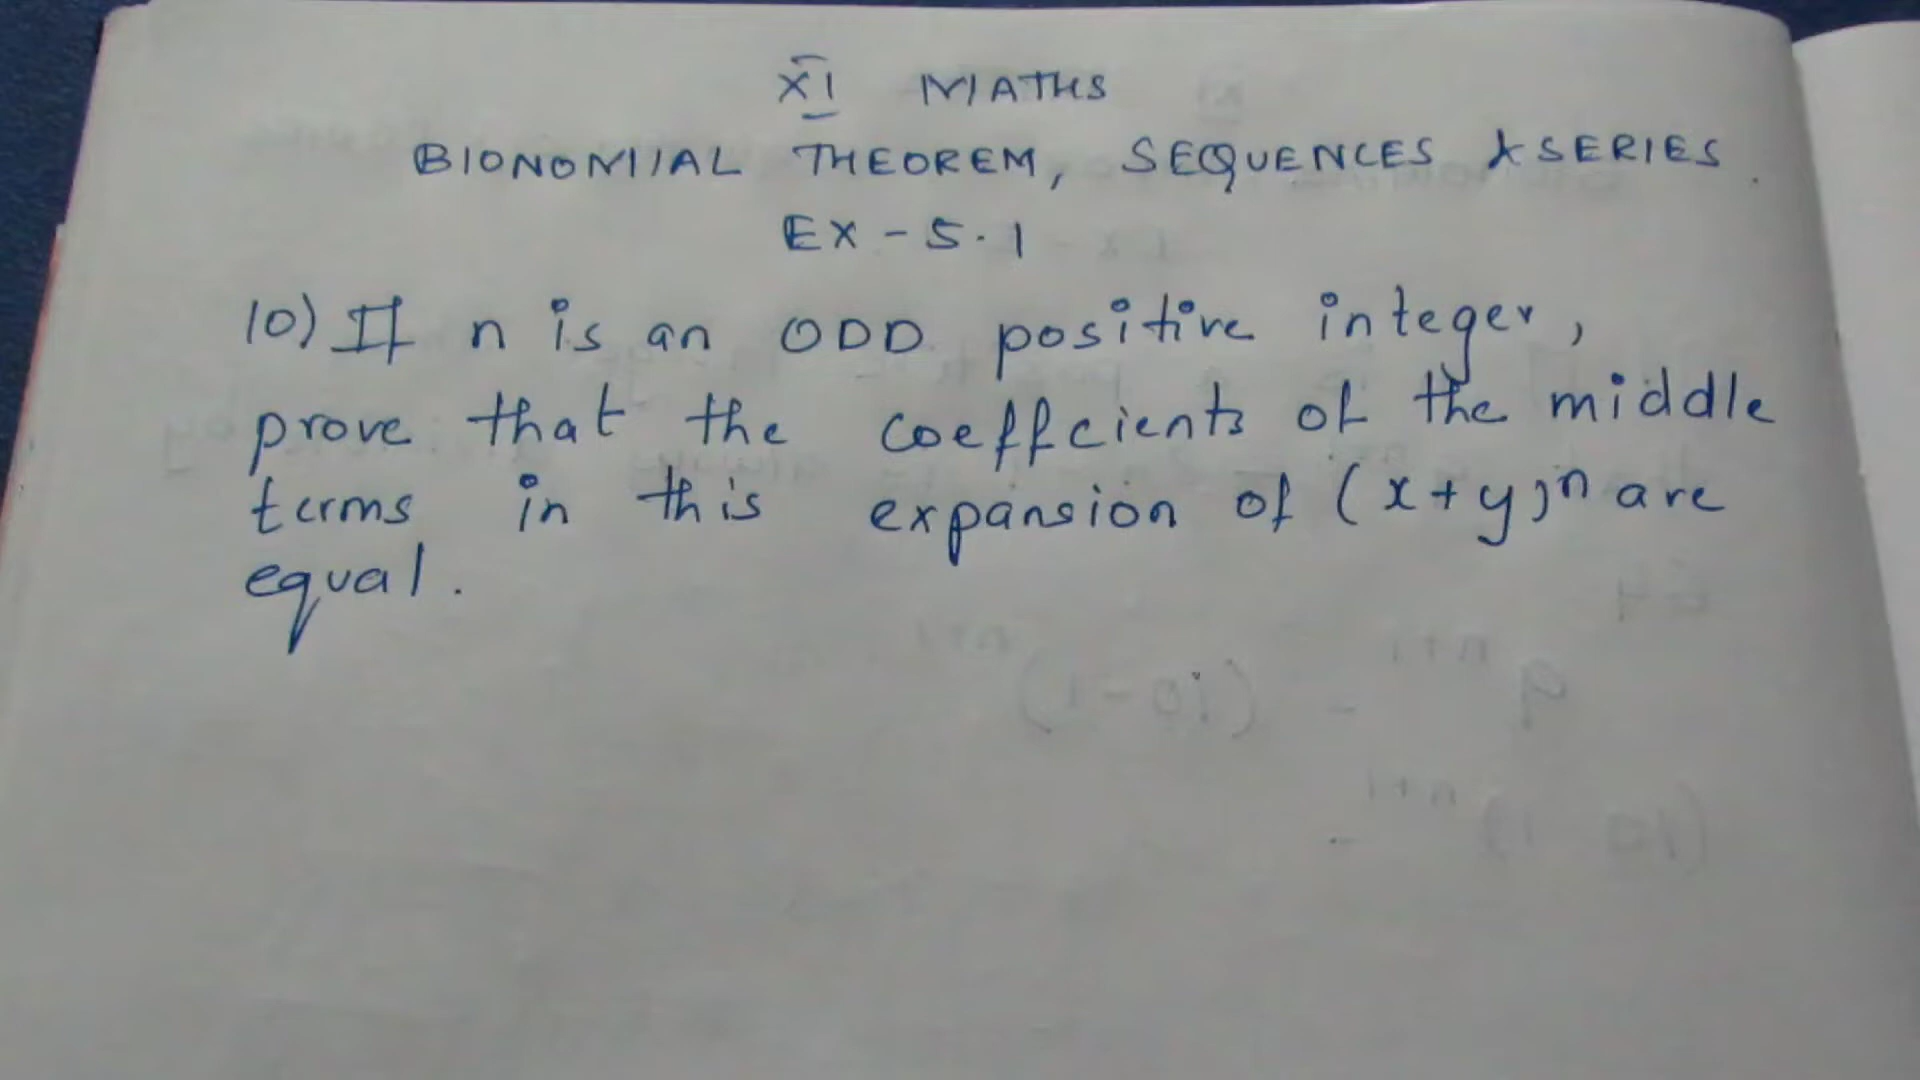 XI MATHS
BIONOMIAL THEOREM, SEQUENCES & SERIES.
EX - 5.1
10) If n is an ODD positive integer,
prove that the coeffcients of the middle
terms in this expansion of (x+y)ⁿ are
equal.